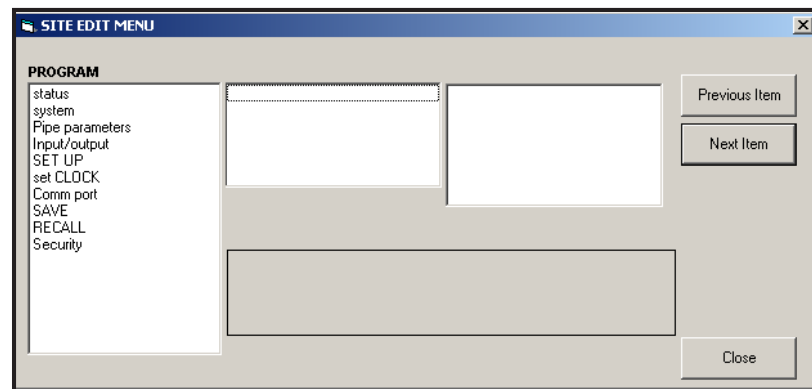 SITE EDIT MENU
PROGRAM
status
system
Pipe parameters
Input/output
SET UP
set CLOCK
Comm port
SAVE
RECALL
Security
Previous Item
Next Item
Close